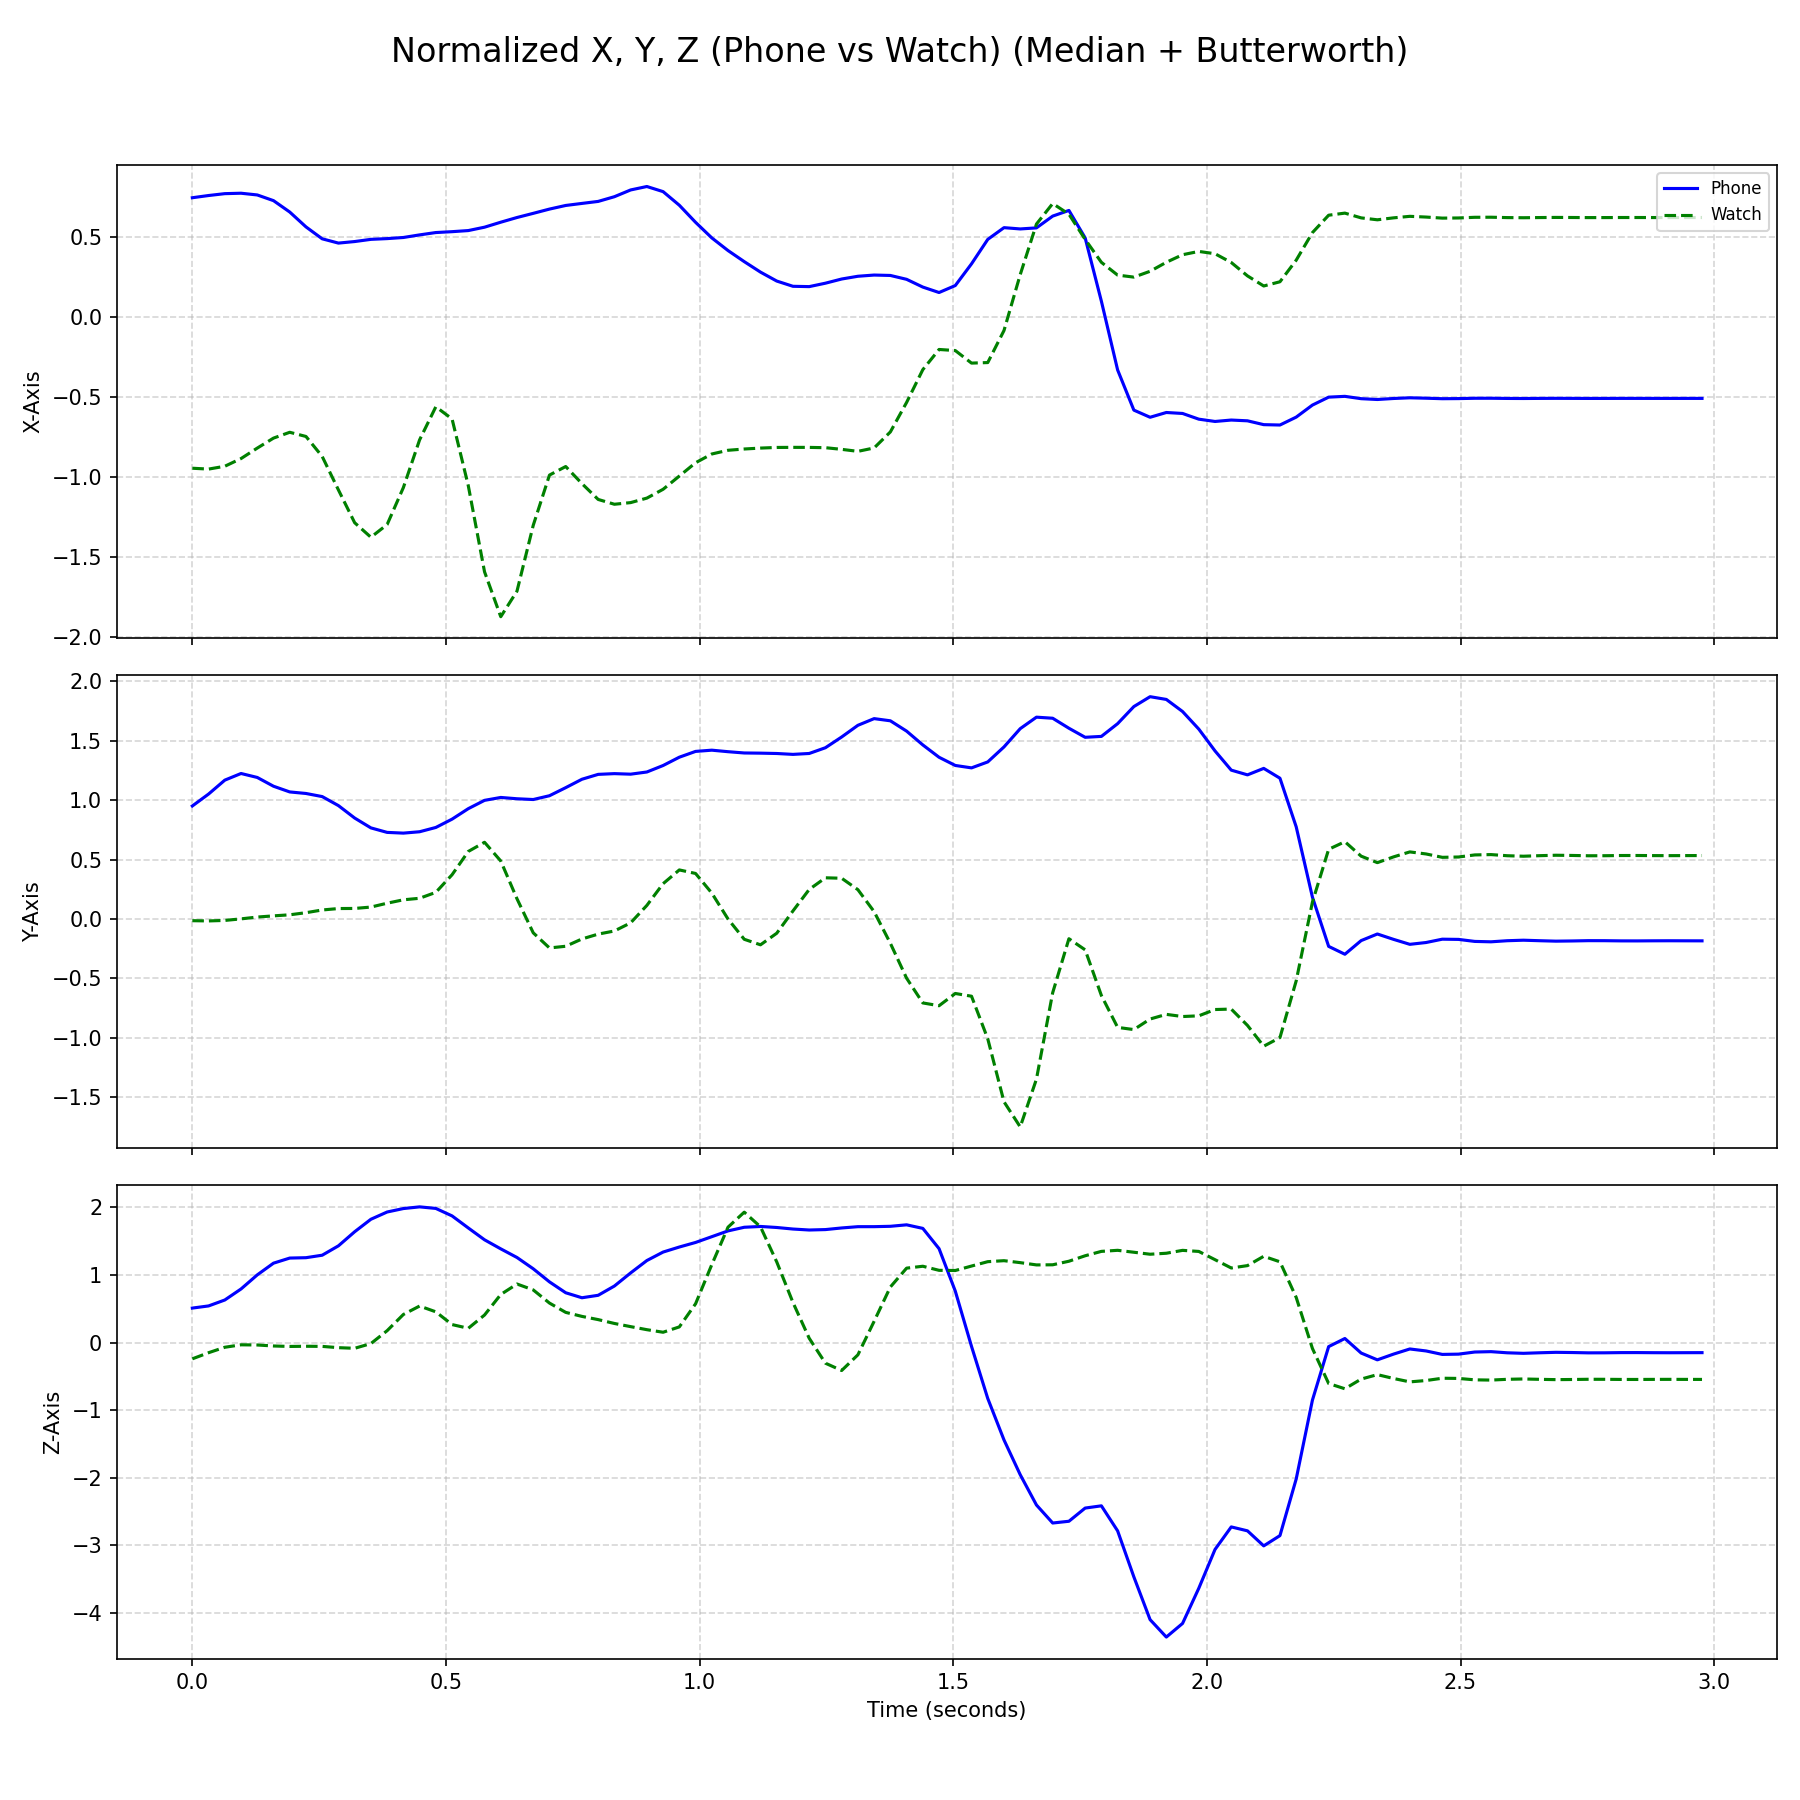 Normalized X, Y, Z (Phone vs Watch) (Median + Butterworth)
Phone
Watch
X-Axis
0.5
0.0
−0.5
−1.0
−1.5
−2.0
Y-Axis
2.0
1.5
1.0
0.5
0.0
−0.5
−1.0
−1.5
Z-Axis
2
1
0
−1
−2
−3
−4
0.0 0.5 1.0 1.5 2.0 2.5 3.0
Time (seconds)